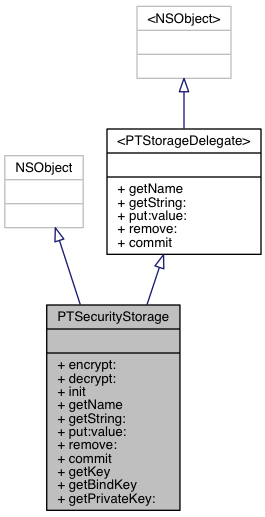 <NSObject>
<PTStorageDelegate>
+ getName
+ getString:
+ put:value:
+ remove:
+ commit
NSObject
PTSecurityStorage
+ encrypt:
+ decrypt:
+ init
+ getName
+ getString:
+ put:value:
+ remove:
+ commit
+ getKey
+ getBindKey
+ getPrivateKey: